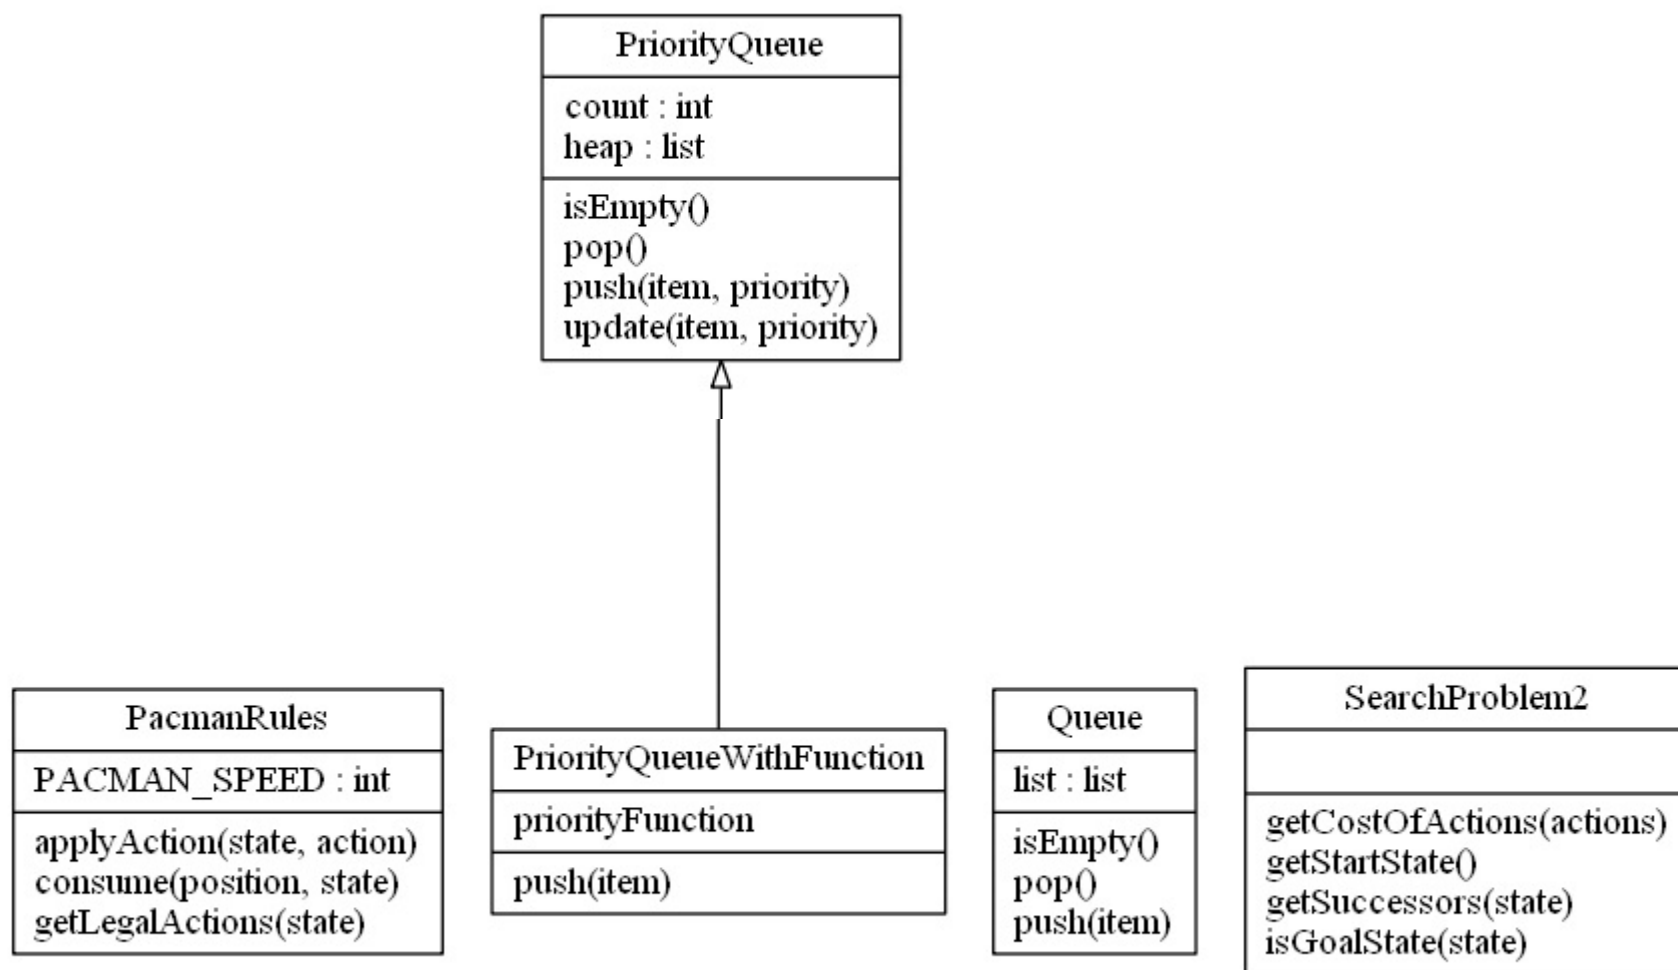 PriorityQueue
count : int
heap : list
isEmpty()
pop()
push(item, priority)
update(item, priority)
PacmanRules
PACMAN_SPEED : int
applyAction(state, action)
consume(position, state)
getLegalActions(state)
PriorityQueueWithFunction
priorityFunction
push(item)
Queue
list : list
isEmpty()
pop()
push(item)
SearchProblem2
getCostOfActions(actions)
getStartState()
getSuccessors(state)
isGoalState(state)